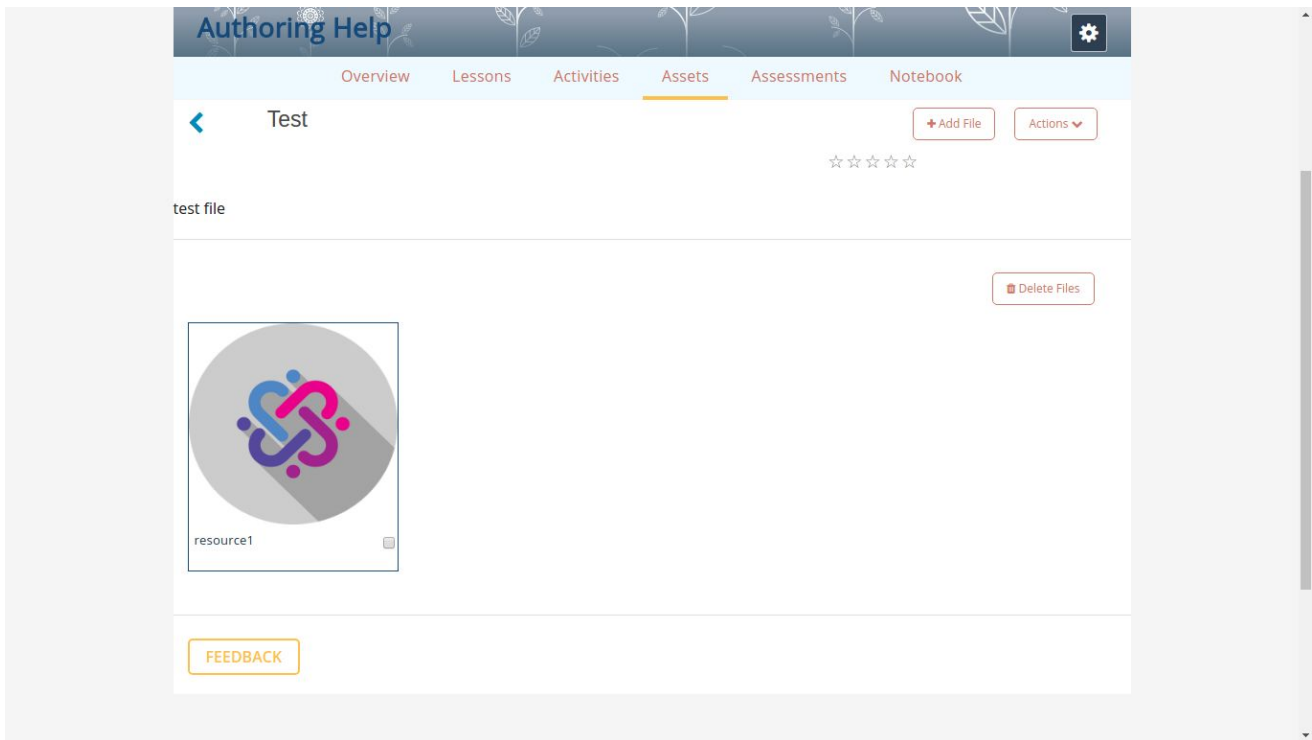 Authoring Help
Overview Lessons Activities Assets Assessments Notebook
Test
+ Add File
Actions
test file
Delete Files
resource1
FEEDBACK